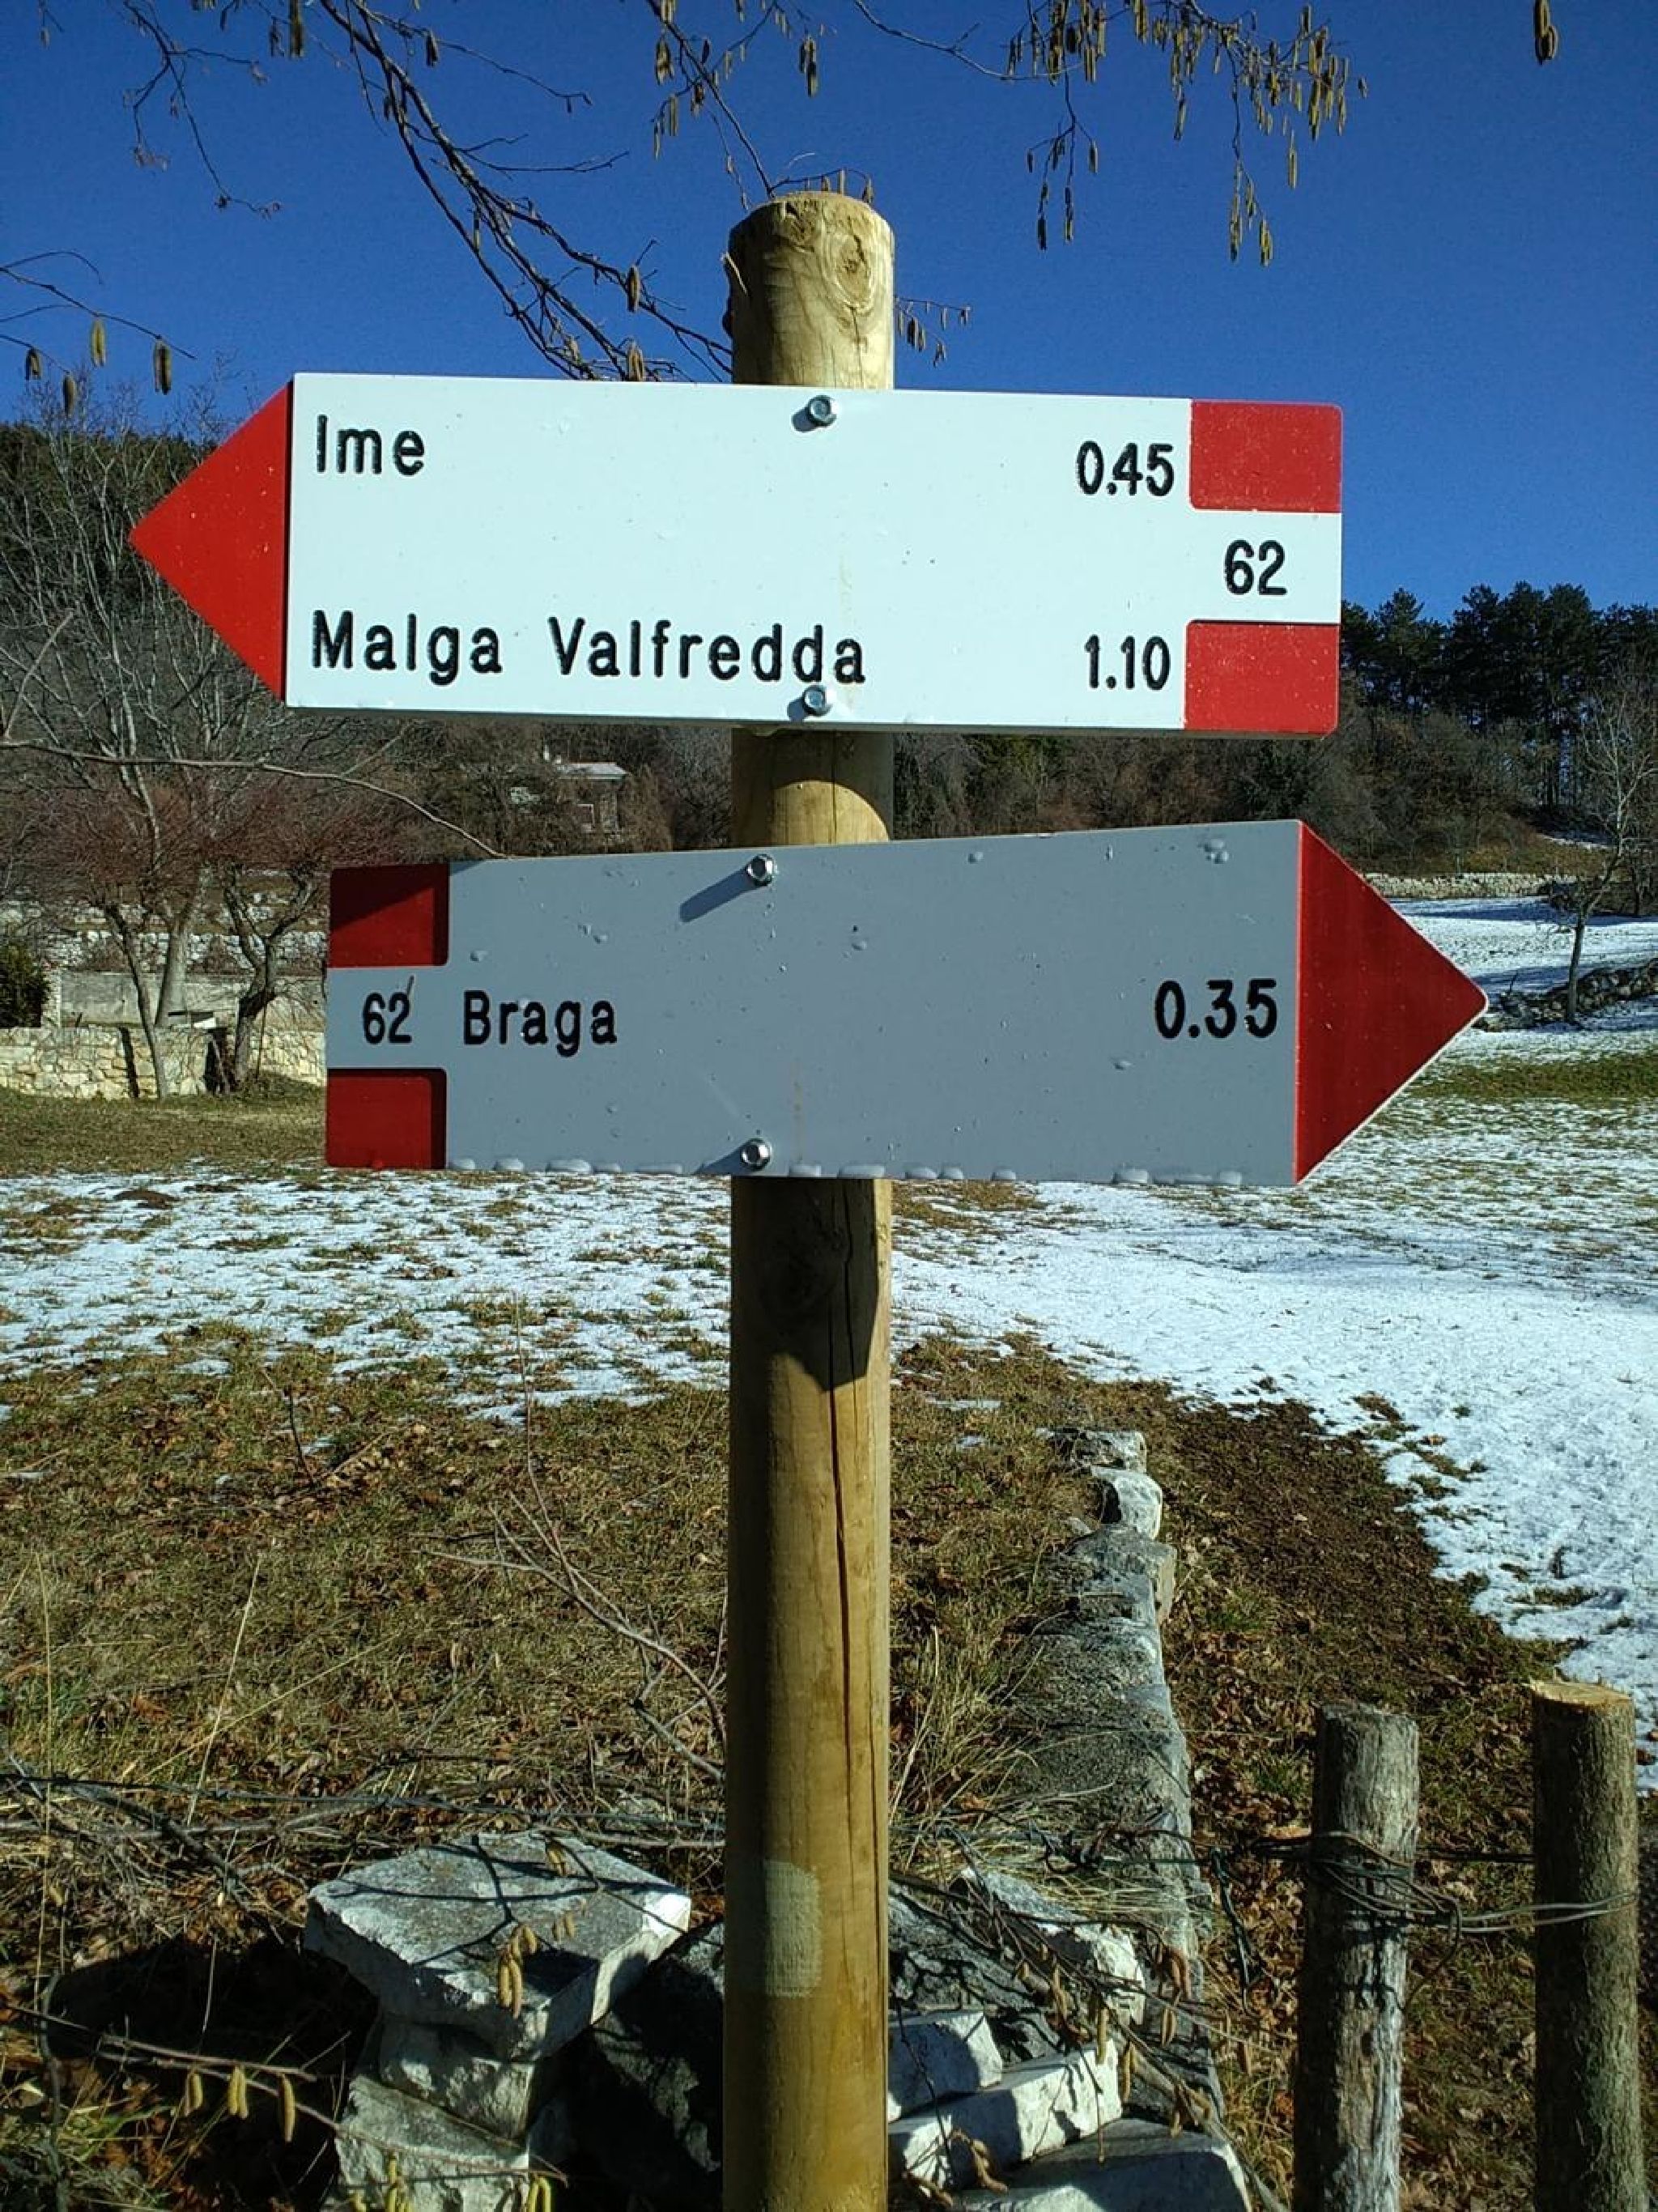 Ime 0.45
62
Malga Valfredda 1.10
62 Braga 0.35